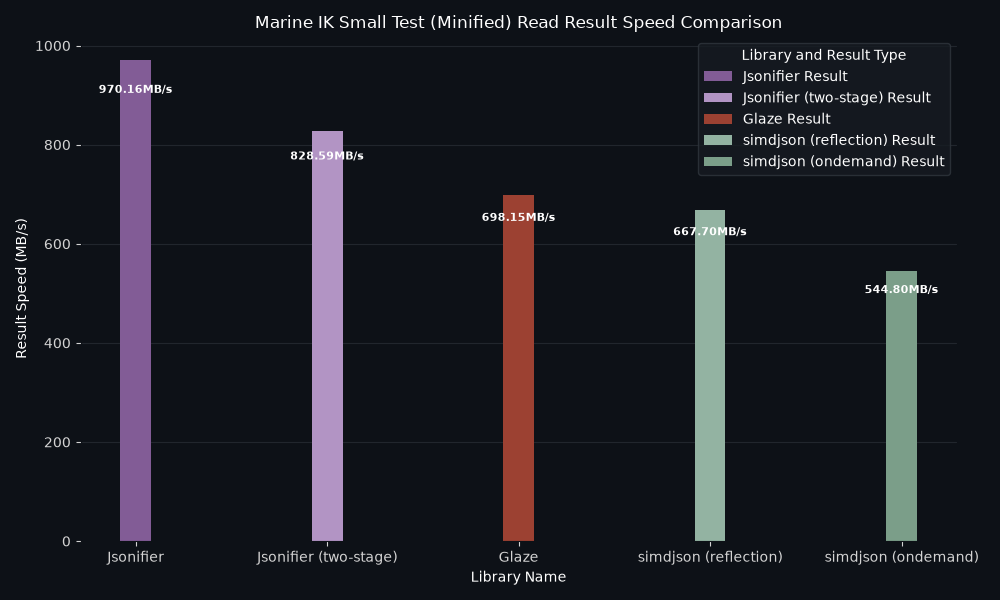 Marine IK Small Test (Minified) Read Result Speed Comparison
Library and Result Type
Jsonifier Result
Jsonifier (two-stage) Result
Glaze Result
simdjson (reflection) Result
simdjson (ondemand) Result
Result Speed (MB/s)
1000
800
600
400
200
0
970.16MB/s
828.59MB/s
698.15MB/s
667.70MB/s
544.80MB/s
Jsonifier
Jsonifier (two-stage)
Glaze
simdjson (reflection)
simdjson (ondemand)
Library Name